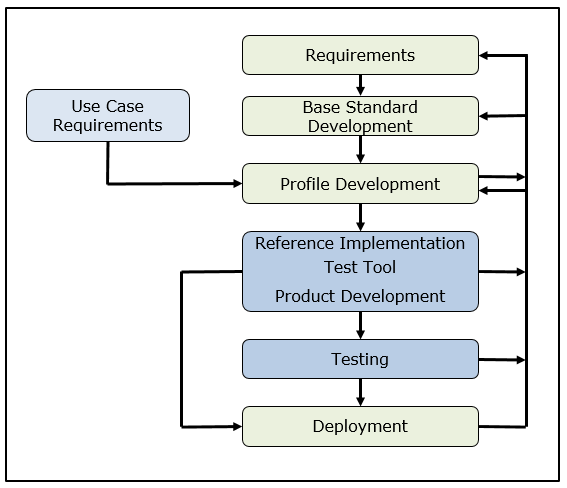 Requirements
Use Case
Requirements
Base Standard
Development
Profile Development
Reference Implementation
Test Tool
Product Development
Testing
Deployment